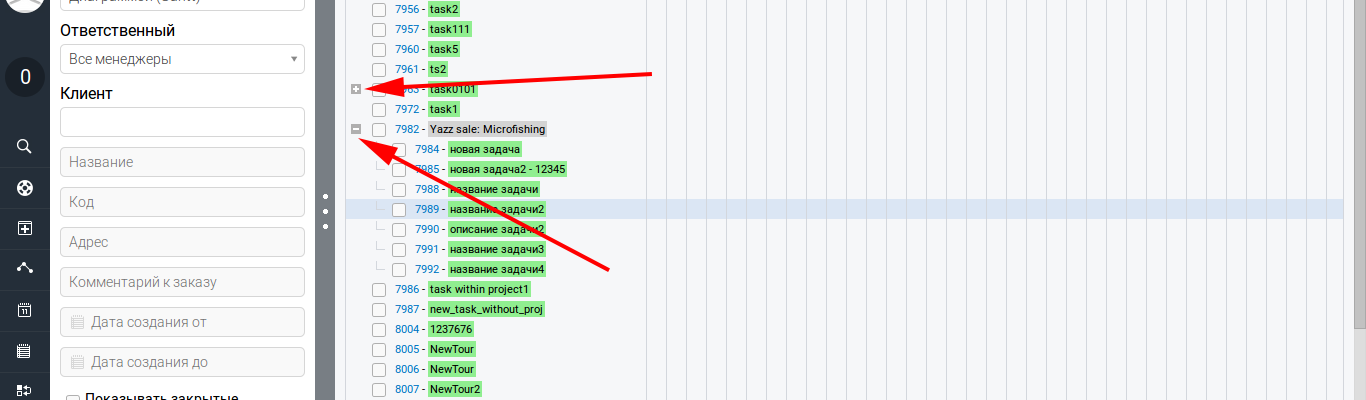 Ответственный
Все менеджеры
0
Клиент
Название
Код
Адрес
Комментарий к заказу
11
Дата создания от
Дата создания до
Показывать закрытые
7956 - task2
7957 - task111
7960 - task5
7961 - ts2
task0101
7972 - task1
7982 - Yazz sale: Microfishing
7984 - новая задача
7985 - новая задача2 - 12345
7988 - название задачи
7989 - название задачи2
7990 - описание задачи2
7991 - название задачи3
7992 - название задачи4
7986 - task within project1
7987 - new_task_without_proj
8004 - 1237676
8005 - NewTour
8006 - NewTour
8007 - NewTour2